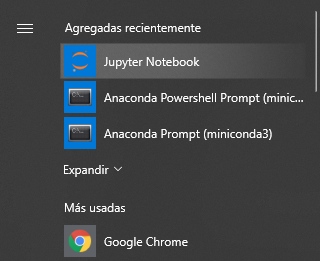 Agregadas recientemente
Jupyter Notebook
Anaconda Powershell Prompt (minic...
Anaconda Prompt (miniconda3)
Expandir
Más usadas
Google Chrome